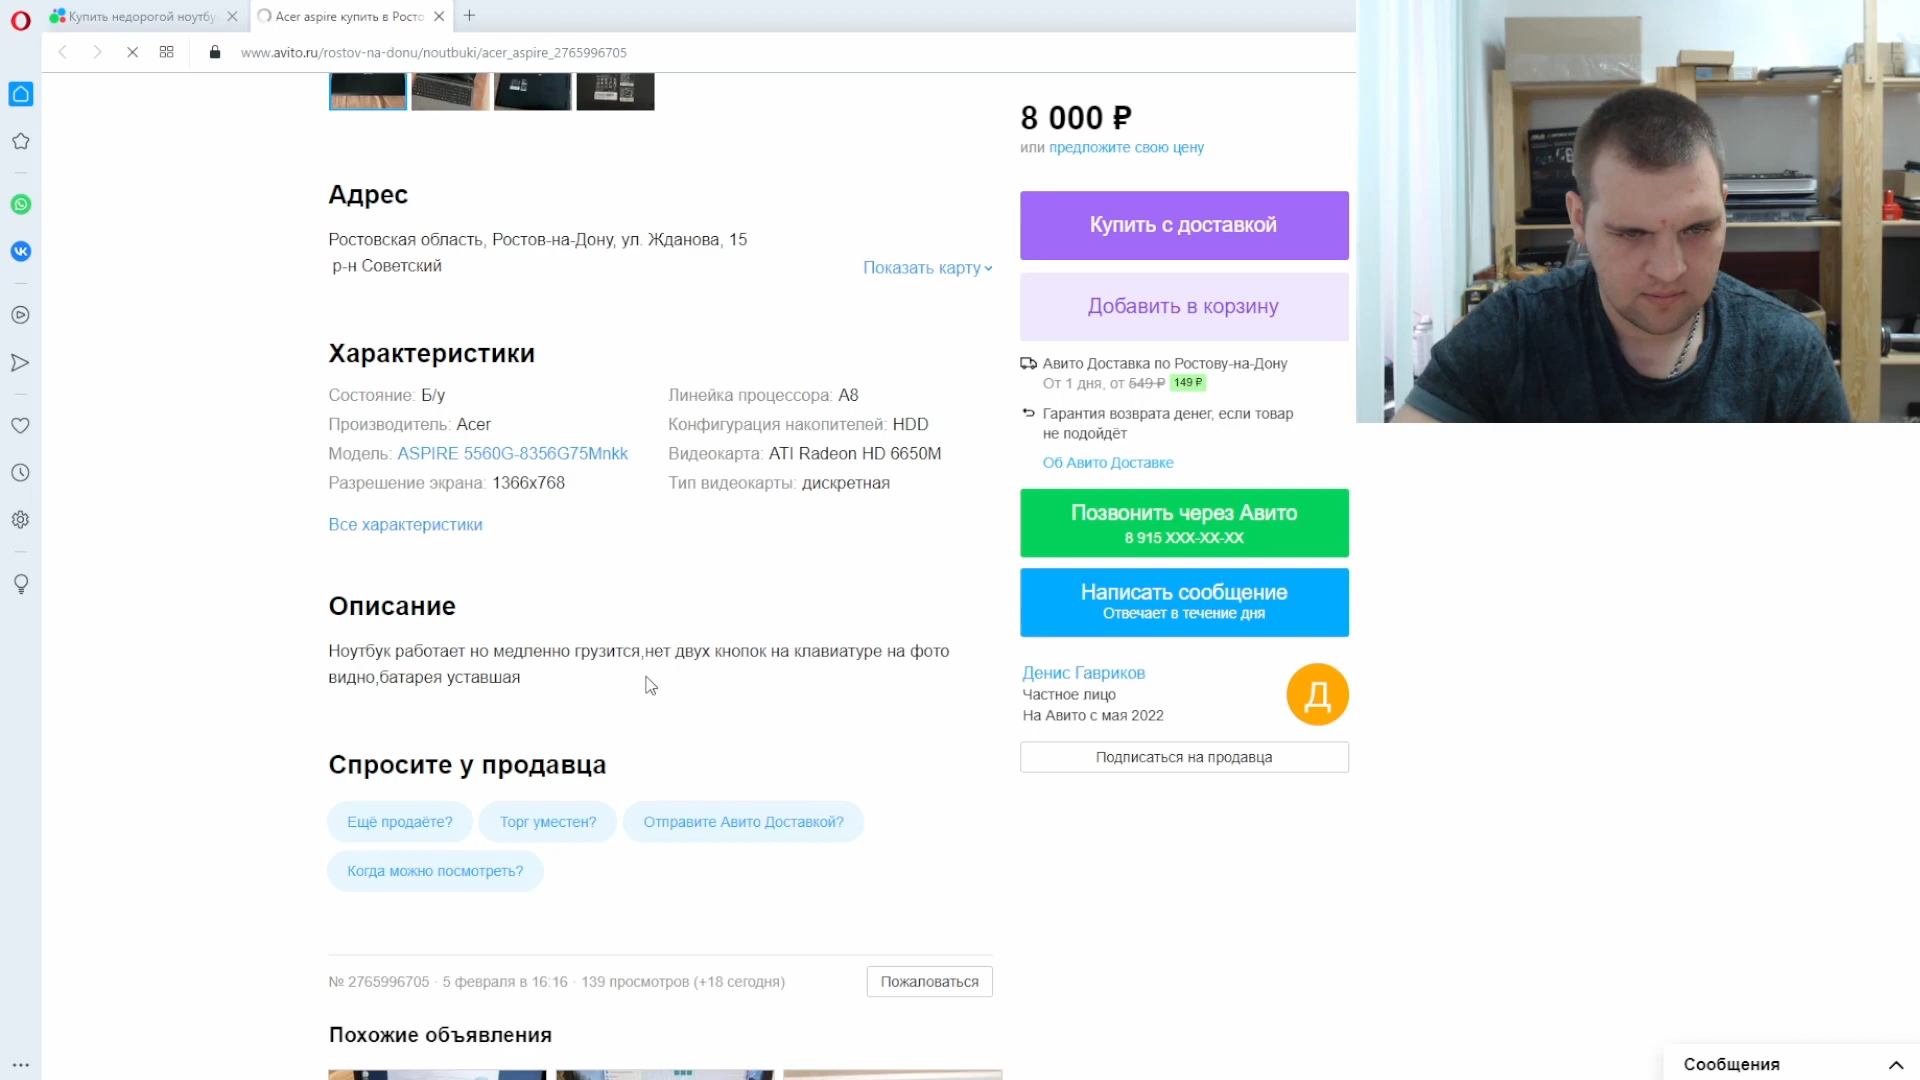 Купить недорогой ноутбу
Acer aspire купить в Росто
www.avito.ru/rostov-na-donu/noutbuki/acer_aspire_2765996705
8 000 ₽
или предложите свою цену
Купить с доставкой
Добавить в корзину
Авито Доставка по Ростову-на-Дону
От 1 дня, от 549 ₽ 149 ₽
Гарантия возврата денег, если товар
не подойдёт
Об Авито Доставке
Позвонить через Авито
8 915 XXX-XX-XX
Написать сообщение
Отвечает в течение дня
Денис Гавриков
Частное лицо
На Авито с мая 2022
Д
Подписаться на продавца
Адрес
Ростовская область, Ростов-на-Дону, ул. Жданова, 15
р-н Советский
Показать карту
Характеристики
Состояние: Б/у
Производитель: Acer
Модель: ASPIRE 5560G-8356G75Mnkk
Разрешение экрана: 1366x768
Линейка процессора: A8
Конфигурация накопителей: HDD
Видеокарта: ATI Radeon HD 6650M
Тип видеокарты: дискретная
Все характеристики
Описание
Ноутбук работает но медленно грузится,нет двух кнопок на клавиатуре на фото
видно,батарея уставшая
Спросите у продавца
Ещё продаёте?
Торг уместен?
Отправите Авито Доставкой?
Когда можно посмотреть?
№ 2765996705 · 5 февраля в 16:16 · 139 просмотров (+18 сегодня)
Пожаловаться
Похожие объявления
Сообщения